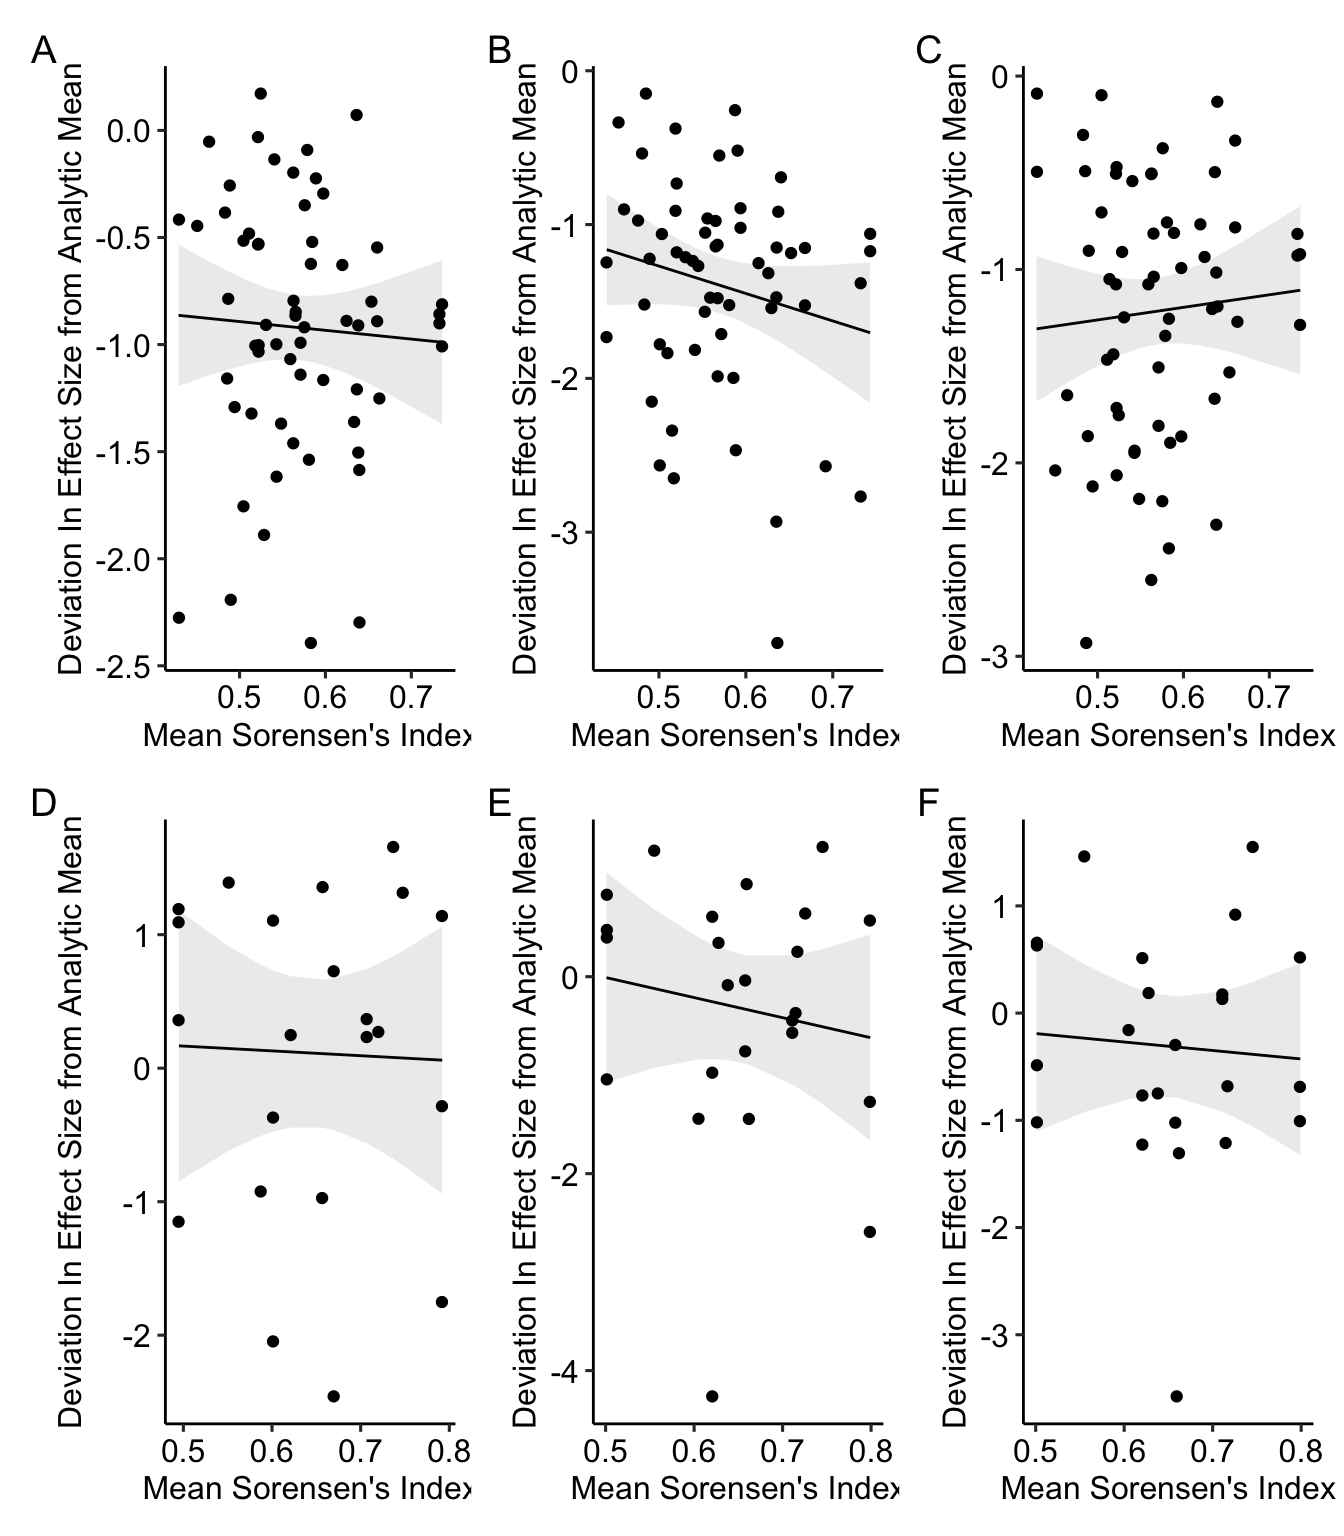 A
Deviation In Effect Size from Analytic Mean
0.0
-0.5
-1.0
-1.5
-2.0
-2.5
0.5 0.6 0.7
Mean Sorensen's Index
B
Deviation In Effect Size from Analytic Mean
0
-1
-2
-3
0.5 0.6 0.7
Mean Sorensen's Index
C
Deviation In Effect Size from Analytic Mean
0
-1
-2
-3
0.5 0.6 0.7
Mean Sorensen's Index
D
Deviation In Effect Size from Analytic Mean
1
0
-1
-2
0.5 0.6 0.7 0.8
Mean Sorensen's Index
E
Deviation In Effect Size from Analytic Mean
0
-2
-4
0.5 0.6 0.7 0.8
Mean Sorensen's Index
F
Deviation In Effect Size from Analytic Mean
1
0
-1
-2
-3
0.5 0.6 0.7 0.8
Mean Sorensen's Index